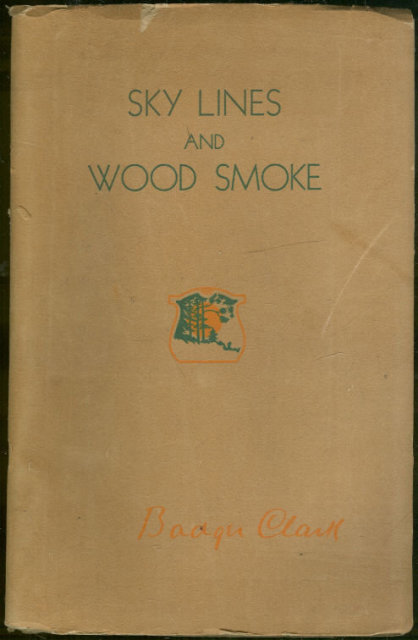 SKY LINES
AND
WOOD SMOKE
Badger Clark